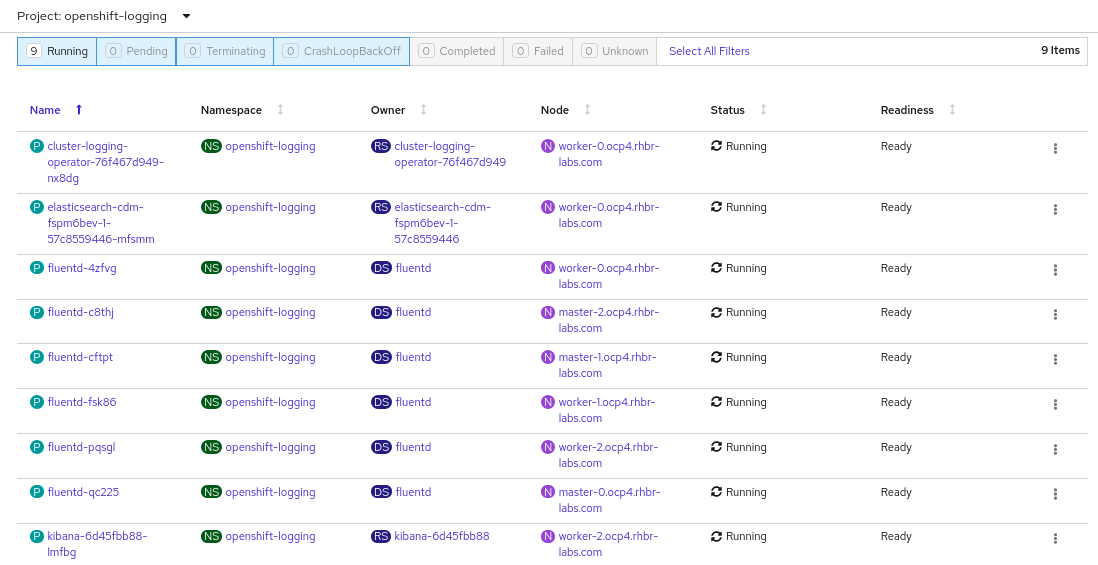 Project: openshift-logging
9 Running 0 Pending 0 Terminating 0 CrashLoopBackOff 0 Completed 0 Failed 0 Unknown Select All Filters 9 Items
Name Namespace Owner Node Status Readiness
P cluster-logging- NS openshift-logging RS cluster-logging- N worker-0.ocp4.rhbr- Running Ready
operator-76f467d949- operator-76f467d949 labs.com
nx8dg
P elasticsearch-cdm- NS openshift-logging RS elasticsearch-cdm- N worker-0.ocp4.rhbr- Running Ready
fspm6bev-1- fspm6bev-1- labs.com
57c8559446-mfsmm 57c8559446
P fluentd-4zfvg NS openshift-logging DS fluentd N worker-0.ocp4.rhbr- Running Ready
labs.com
P fluentd-c8thj NS openshift-logging DS fluentd N master-2.ocp4.rhbr- Running Ready
labs.com
P fluentd-cftpt NS openshift-logging DS fluentd N master-1.ocp4.rhbr- Running Ready
labs.com
P fluentd-fsk86 NS openshift-logging DS fluentd N worker-1.ocp4.rhbr- Running Ready
labs.com
P fluentd-pqsgl NS openshift-logging DS fluentd N worker-2.ocp4.rhbr- Running Ready
labs.com
P fluentd-qc225 NS openshift-logging DS fluentd N master-0.ocp4.rhbr- Running Ready
labs.com
P kibana-6d45fbb88- NS openshift-logging RS kibana-6d45fbb88 N worker-2.ocp4.rhbr- Running Ready
lmfbg labs.com